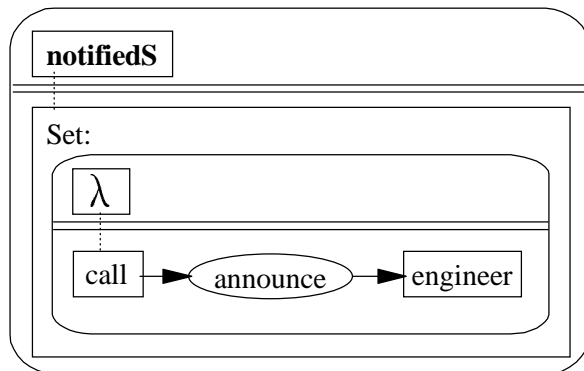 notifiedS
Set:
λ
call announce engineer